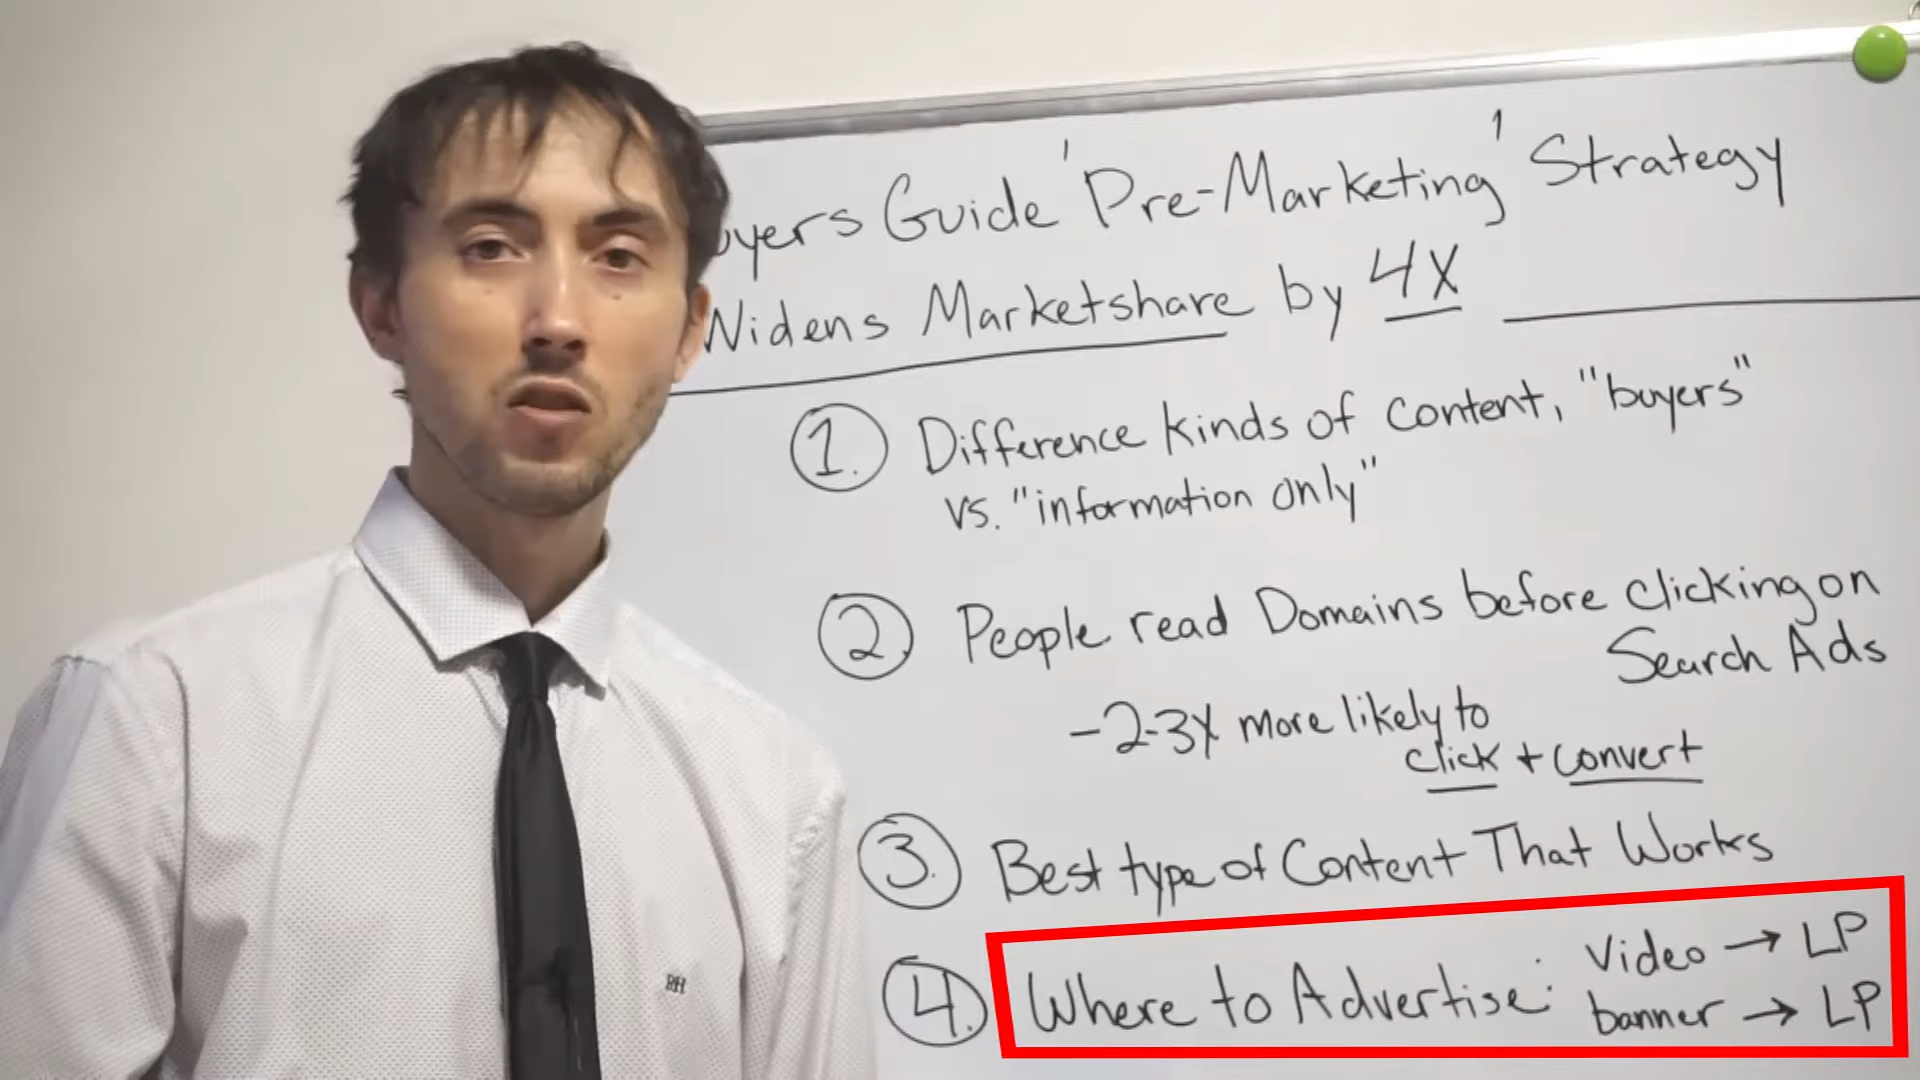 uyers Guide 'Pre-Marketing' Strategy
Widens Marketshare by 4X
1. Difference kinds of content, "buyers"
vs. "information only"
2. People read Domains before clicking on
Search Ads
-2-3X more likely to
click + convert
3. Best type of Content That Works
4. Where to Advertise: Video → LP
banner → LP
RH